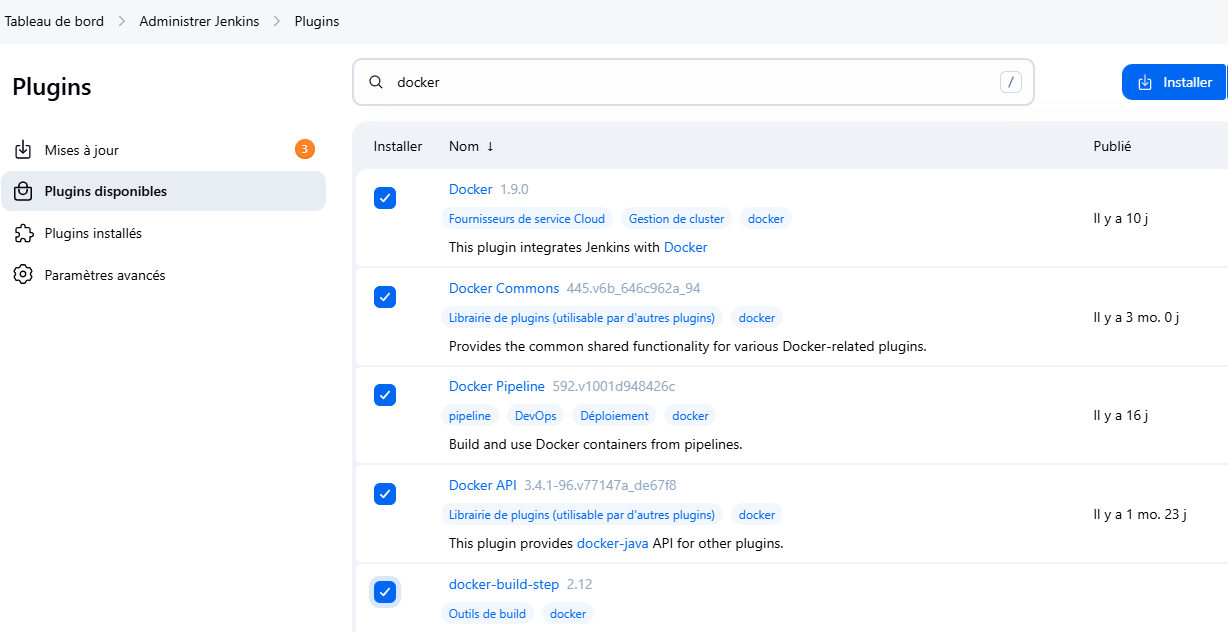 Tableau de bord > Administrer Jenkins > Plugins
Plugins
docker /
Installer
Mises à jour 3
Plugins disponibles
Plugins installés
Paramètres avancés
Installer Nom ↓ Publié
Docker 1.9.0
Fournisseurs de service Cloud Gestion de cluster docker
Il y a 10 j
This plugin integrates Jenkins with Docker
Docker Commons 445.v6b_646c962a_94
Librairie de plugins (utilisable par d'autres plugins) docker
Il y a 3 mo. 0 j
Provides the common shared functionality for various Docker-related plugins.
Docker Pipeline 592.v1001d948426c
pipeline DevOps Déploiement docker
Il y a 16 j
Build and use Docker containers from pipelines.
Docker API 3.4.1-96.v77147a_de67f8
Librairie de plugins (utilisable par d'autres plugins) docker
Il y a 1 mo. 23 j
This plugin provides docker-java API for other plugins.
docker-build-step 2.12
Outils de build docker